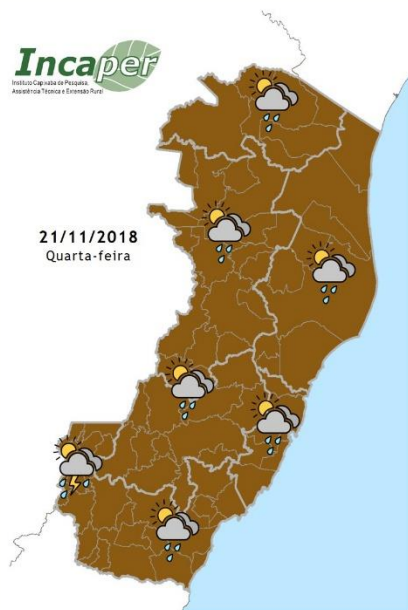 Incaper
Instituto Capixaba de Pesquisa,
Assistência Técnica e Extensão Rural
21/11/2018
Quarta-feira